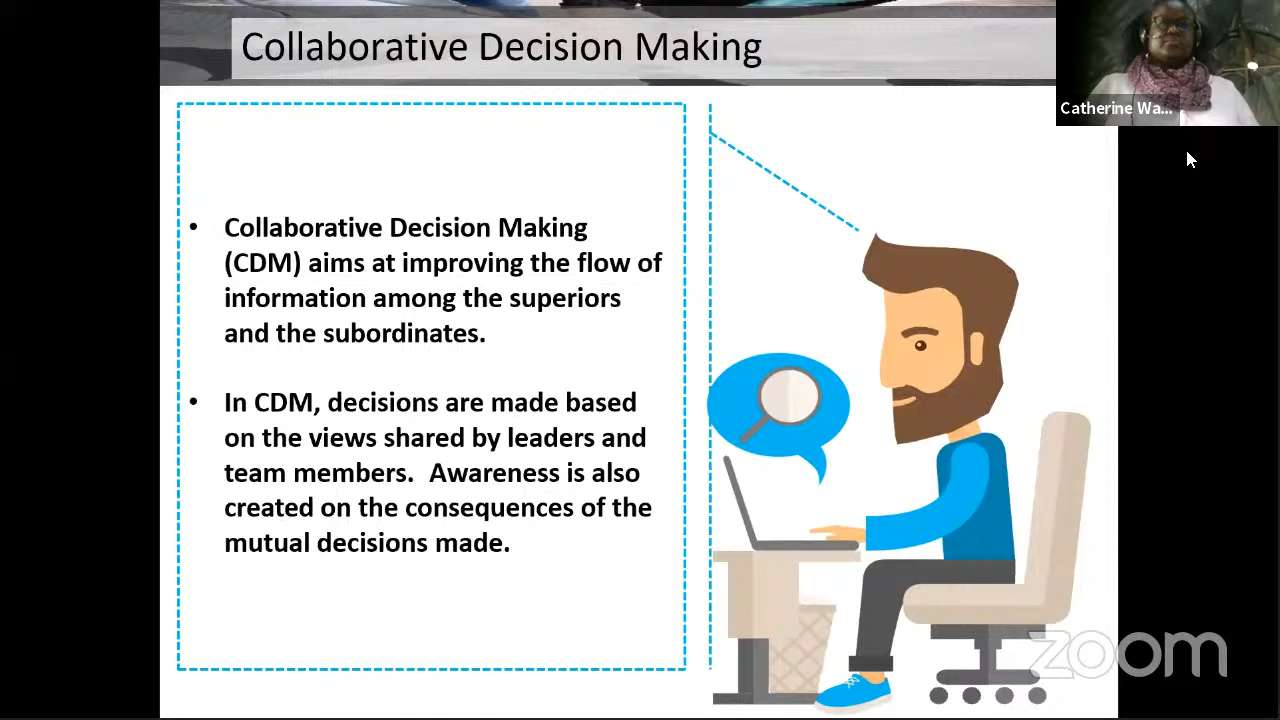 Collaborative Decision Making
Catherine Wa...
• Collaborative Decision Making
(CDM) aims at improving the flow of
information among the superiors
and the subordinates.
• In CDM, decisions are made based
on the views shared by leaders and
team members.  Awareness is also
created on the consequences of the
mutual decisions made.
zoom